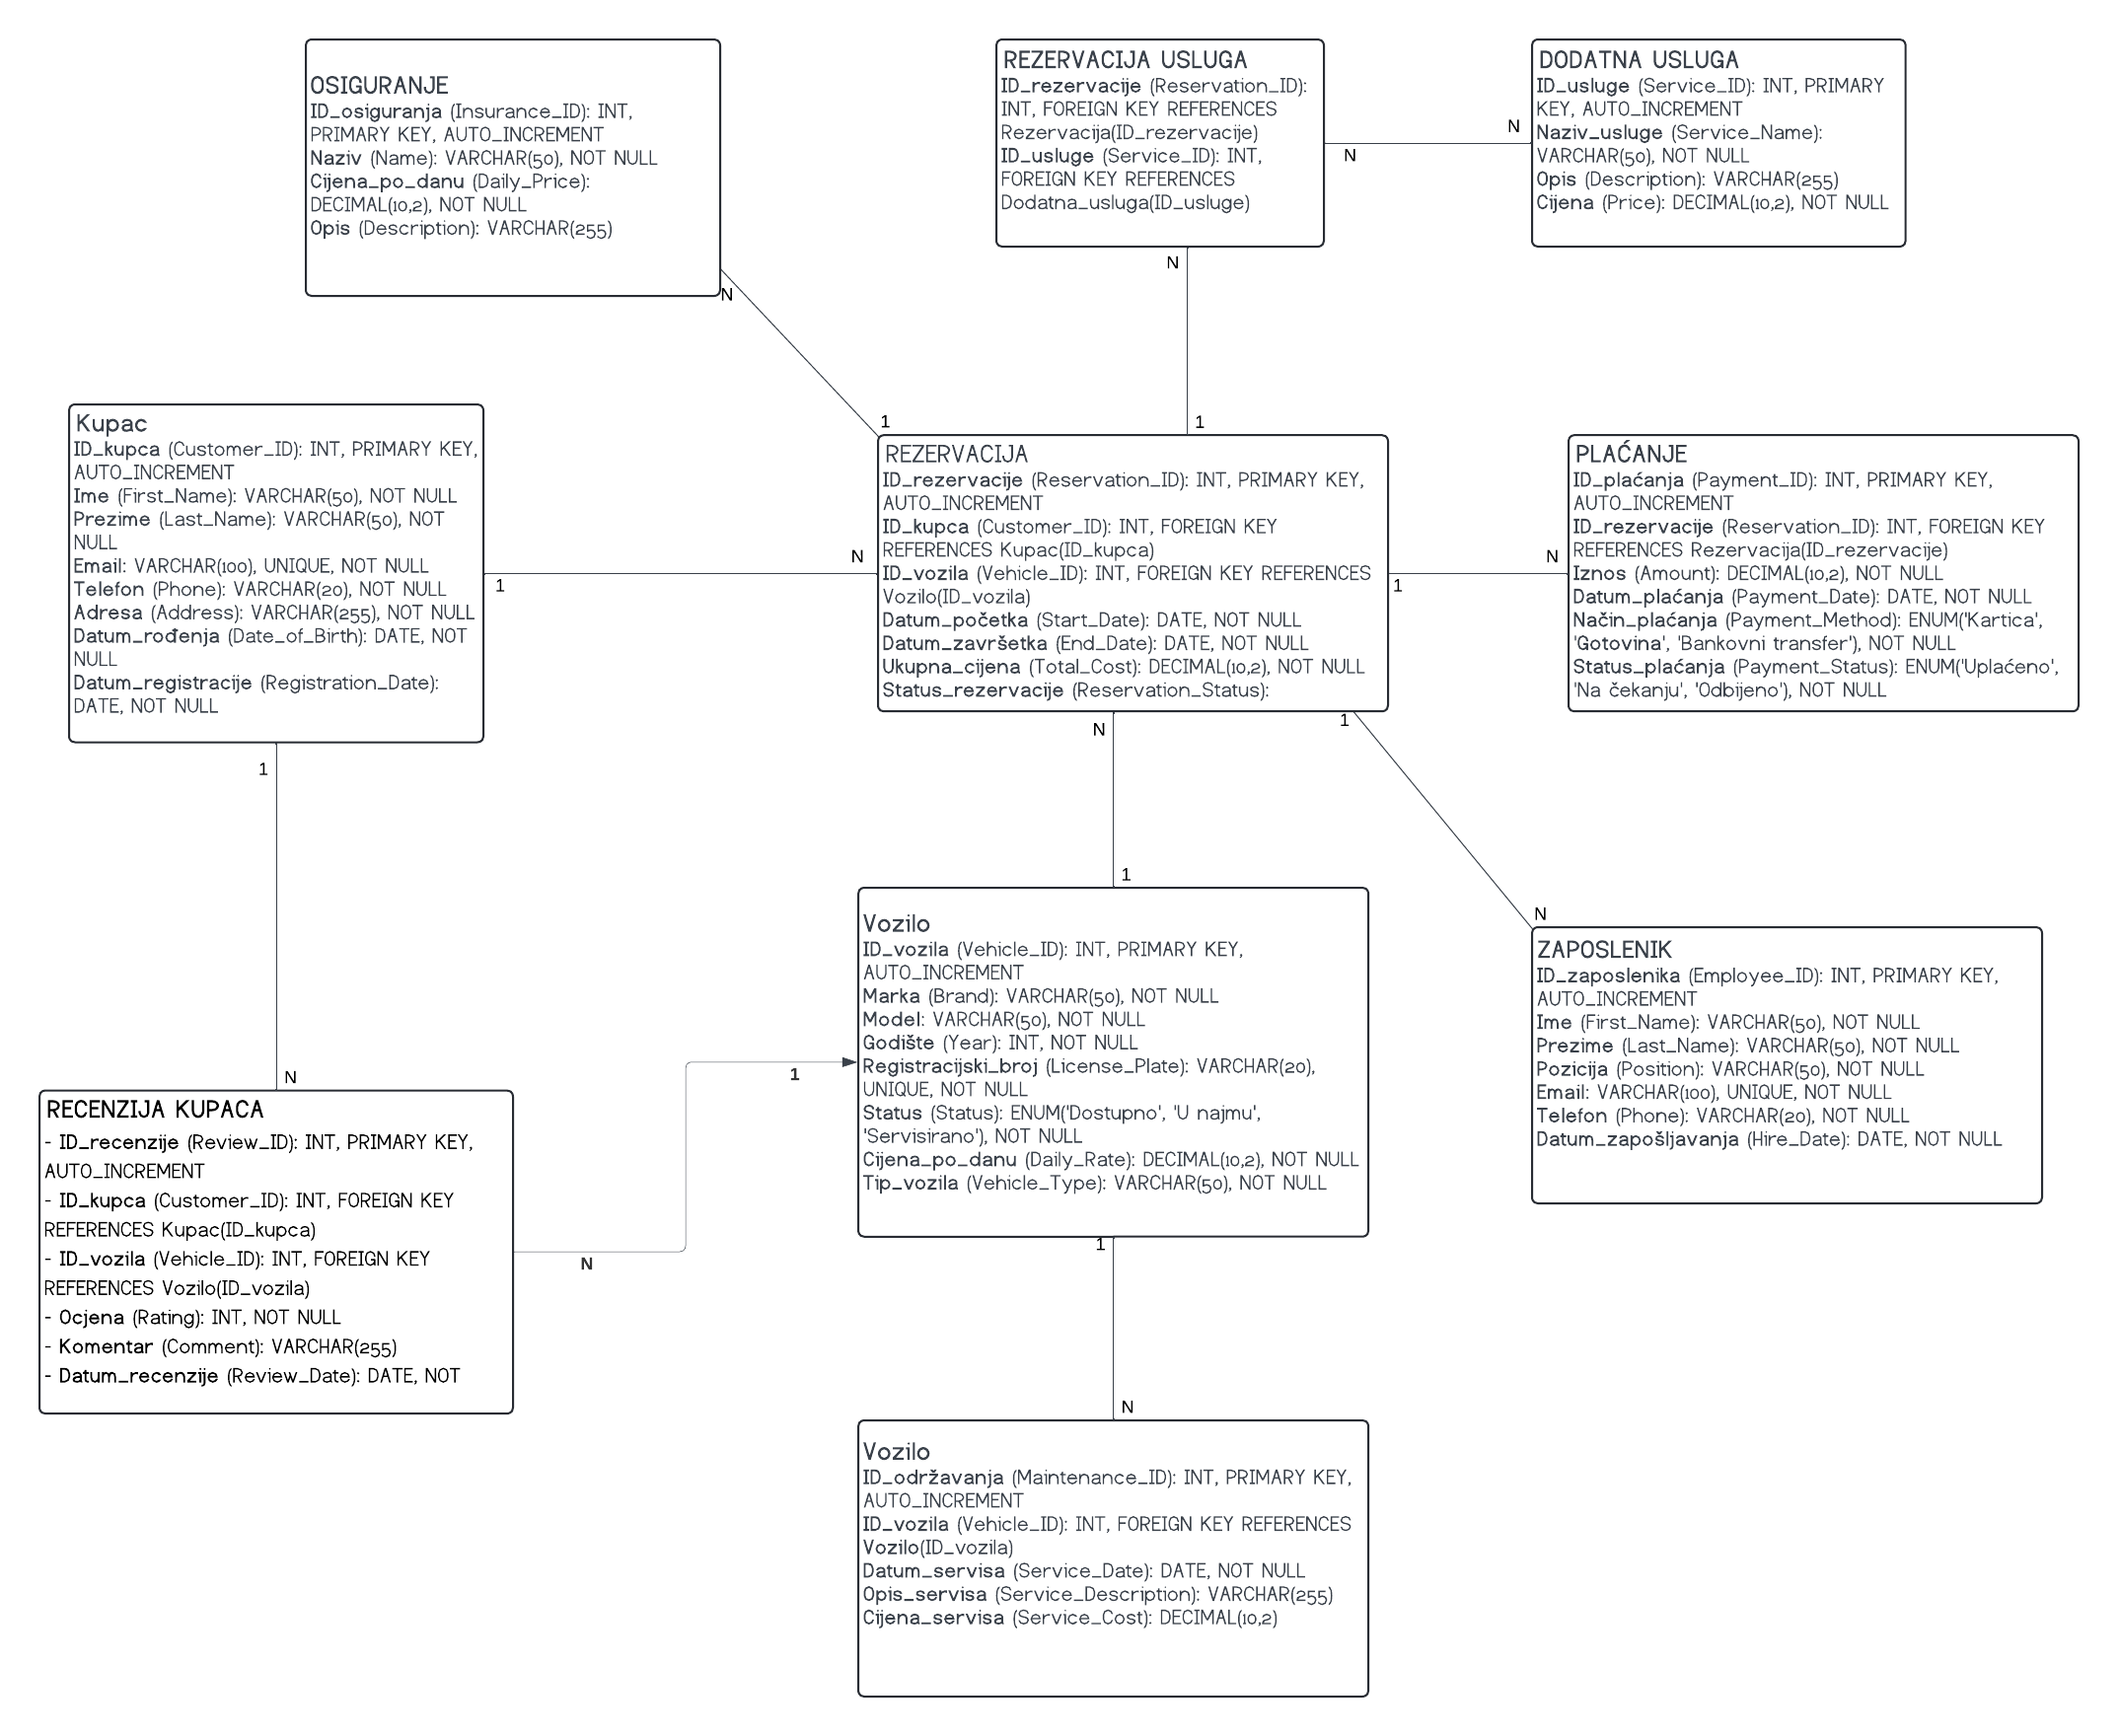 OSIGURANJE
ID_osiguranja (Insurance_ID): INT,
PRIMARY KEY, AUTO_INCREMENT
Naziv (Name): VARCHAR(50), NOT NULL
Cijena_po_danu (Daily_Price):
DECIMAL(10,2), NOT NULL
Opis (Description): VARCHAR(255)
N
REZERVACIJA USLUGA
ID_rezervacije (Reservation_ID):
INT, FOREIGN KEY REFERENCES
Rezervacija(ID_rezervacije)
ID_usluge (Service_ID): INT,
FOREIGN KEY REFERENCES
Dodatna_usluga(ID_usluge)
N
N
N
DODATNA USLUGA
ID_usluge (Service_ID): INT, PRIMARY
KEY, AUTO_INCREMENT
Naziv_usluge (Service_Name):
VARCHAR(50), NOT NULL
Opis (Description): VARCHAR(255)
Cijena (Price): DECIMAL(10,2), NOT NULL
Kupac
ID_kupca (Customer_ID): INT, PRIMARY KEY,
AUTO_INCREMENT
Ime (First_Name): VARCHAR(50), NOT NULL
Prezime (Last_Name): VARCHAR(50), NOT
NULL
Email: VARCHAR(100), UNIQUE, NOT NULL
Telefon (Phone): VARCHAR(20), NOT NULL
Adresa (Address): VARCHAR(255), NOT NULL
Datum_rođenja (Date_of_Birth): DATE, NOT
NULL
Datum_registracije (Registration_Date):
DATE, NOT NULL
1
N
1
1
1
REZERVACIJA
ID_rezervacije (Reservation_ID): INT, PRIMARY KEY,
AUTO_INCREMENT
ID_kupca (Customer_ID): INT, FOREIGN KEY
REFERENCES Kupac(ID_kupca)
ID_vozila (Vehicle_ID): INT, FOREIGN KEY REFERENCES
Vozilo(ID_vozila)
Datum_početka (Start_Date): DATE, NOT NULL
Datum_završetka (End_Date): DATE, NOT NULL
Ukupna_cijena (Total_Cost): DECIMAL(10,2), NOT NULL
Status_rezervacije (Reservation_Status):
1
N
PLAĆANJE
ID_plaćanja (Payment_ID): INT, PRIMARY KEY,
AUTO_INCREMENT
ID_rezervacije (Reservation_ID): INT, FOREIGN KEY
REFERENCES Rezervacija(ID_rezervacije)
Iznos (Amount): DECIMAL(10,2), NOT NULL
Datum_plaćanja (Payment_Date): DATE, NOT NULL
Način_plaćanja (Payment_Method): ENUM('Kartica',
'Gotovina', 'Bankovni transfer'), NOT NULL
Status_plaćanja (Payment_Status): ENUM('Uplaćeno',
'Na čekanju', 'Odbijeno'), NOT NULL
N
1
1
N
Vozilo
ID_vozila (Vehicle_ID): INT, PRIMARY KEY,
AUTO_INCREMENT
Marka (Brand): VARCHAR(50), NOT NULL
Model: VARCHAR(50), NOT NULL
Godište (Year): INT, NOT NULL
Registracijski_broj (License_Plate): VARCHAR(20),
UNIQUE, NOT NULL
Status (Status): ENUM('Dostupno', 'U najmu',
'Servisirano'), NOT NULL
Cijena_po_danu (Daily_Rate): DECIMAL(10,2), NOT NULL
Tip_vozila (Vehicle_Type): VARCHAR(50), NOT NULL
ZAPOSLENIK
ID_zaposlenika (Employee_ID): INT, PRIMARY KEY,
AUTO_INCREMENT
Ime (First_Name): VARCHAR(50), NOT NULL
Prezime (Last_Name): VARCHAR(50), NOT NULL
Pozicija (Position): VARCHAR(50), NOT NULL
Email: VARCHAR(100), UNIQUE, NOT NULL
Telefon (Phone): VARCHAR(20), NOT NULL
Datum_zapošljavanja (Hire_Date): DATE, NOT NULL
N
1
N
RECENZIJA KUPACA
- ID_recenzije (Review_ID): INT, PRIMARY KEY,
AUTO_INCREMENT
- ID_kupca (Customer_ID): INT, FOREIGN KEY
REFERENCES Kupac(ID_kupca)
- ID_vozila (Vehicle_ID): INT, FOREIGN KEY
REFERENCES Vozilo(ID_vozila)
- Ocjena (Rating): INT, NOT NULL
- Komentar (Comment): VARCHAR(255)
- Datum_recenzije (Review_Date): DATE, NOT
1
N
Vozilo
ID_održavanja (Maintenance_ID): INT, PRIMARY KEY,
AUTO_INCREMENT
ID_vozila (Vehicle_ID): INT, FOREIGN KEY REFERENCES
Vozilo(ID_vozila)
Datum_servisa (Service_Date): DATE, NOT NULL
Opis_servisa (Service_Description): VARCHAR(255)
Cijena_servisa (Service_Cost): DECIMAL(10,2)